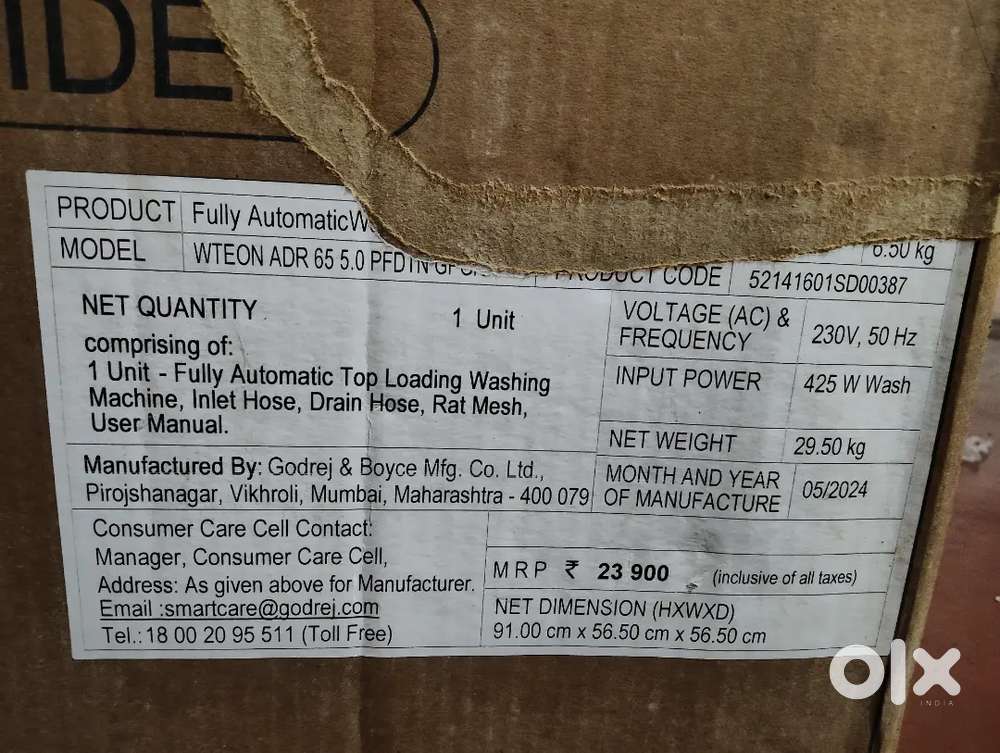 IDE
PRODUCT Fully Automatic
6.50 kg
MODEL WTEON ADR 65 5.0 PFDTN
PRODUCT CODE 52141601SD00387
NET QUANTITY 1 Unit
comprising of:
1 Unit - Fully Automatic Top Loading Washing
Machine, Inlet Hose, Drain Hose, Rat Mesh,
User Manual.
VOLTAGE (AC) &
FREQUENCY 230V, 50 Hz
INPUT POWER 425 W Wash
NET WEIGHT 29.50 kg
Manufactured By: Godrej & Boyce Mfg. Co. Ltd.,
Pirojshanagar, Vikhroli, Mumbai, Maharashtra - 400 079
MONTH AND YEAR
OF MANUFACTURE 05/2024
Consumer Care Cell Contact:
Manager, Consumer Care Cell,
Address: As given above for Manufacturer.
Email :smartcare@godrej.com
Tel.: 18 00 20 95 511 (Toll Free)
MRP ₹ 23 900 (inclusive of all taxes)
NET DIMENSION (HXWXD)
91.00 cm x 56.50 cm x 56.50 cm
olx
INDIA